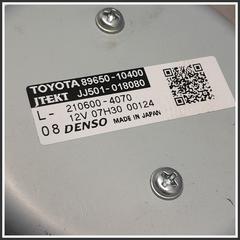 TOYOTA 89650-10400
JTEKT JJ501-018080
L- 210600-4070
12V 07H30 00124
08 DENSO MADE IN JAPAN